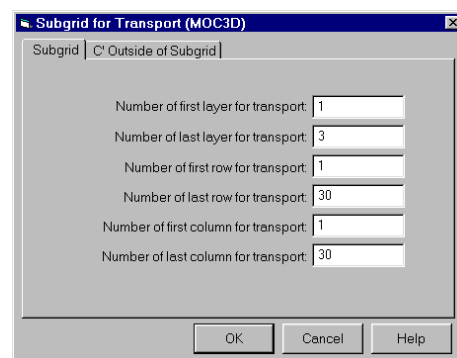 Subgrid for Transport (MOC3D)
Subgrid C' Outside of Subgrid
Number of first layer for transport: 1
Number of last layer for transport: 3
Number of first row for transport: 1
Number of last row for transport: 30
Number of first column for transport: 1
Number of last column for transport: 30
OK Cancel Help